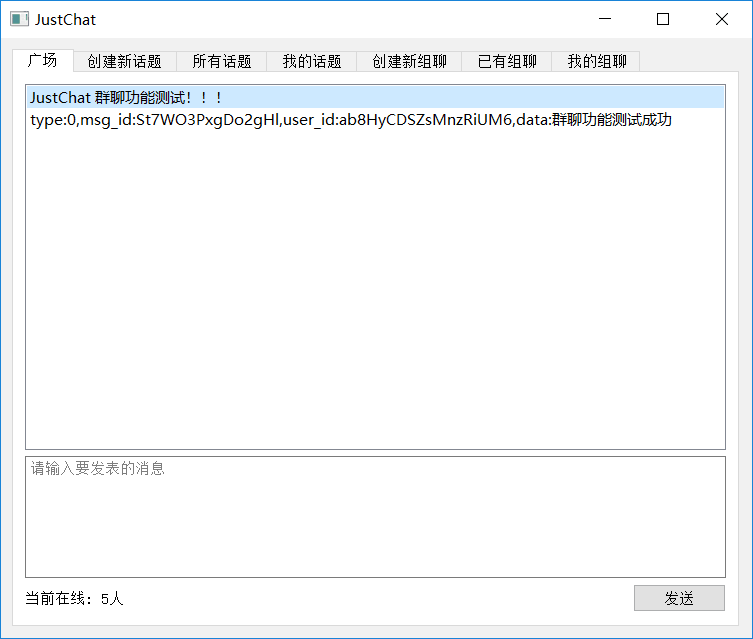 JustChat
广场 创建新话题 所有话题 我的话题 创建新组聊 已有组聊 我的组聊
JustChat 群聊功能测试！！！
type:0,msg_id:St7WO3PxgDo2gHl,user_id:ab8HyCDSZsMnzRiUM6,data:群聊功能测试成功
请输入要发表的消息
当前在线：5人 发送